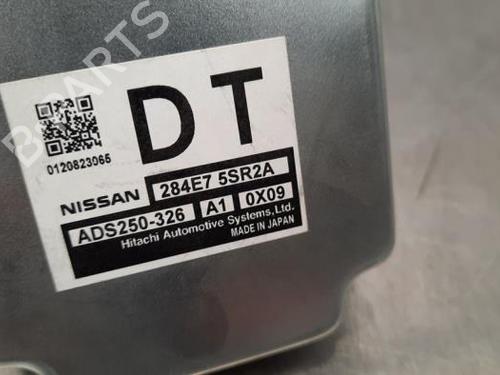 DT
0120823065
NISSAN 284E7 5SR2A
ADS250-326 A1 0X09
Hitachi Automotive Systems,Ltd.
MADE IN JAPAN
B-PARTS